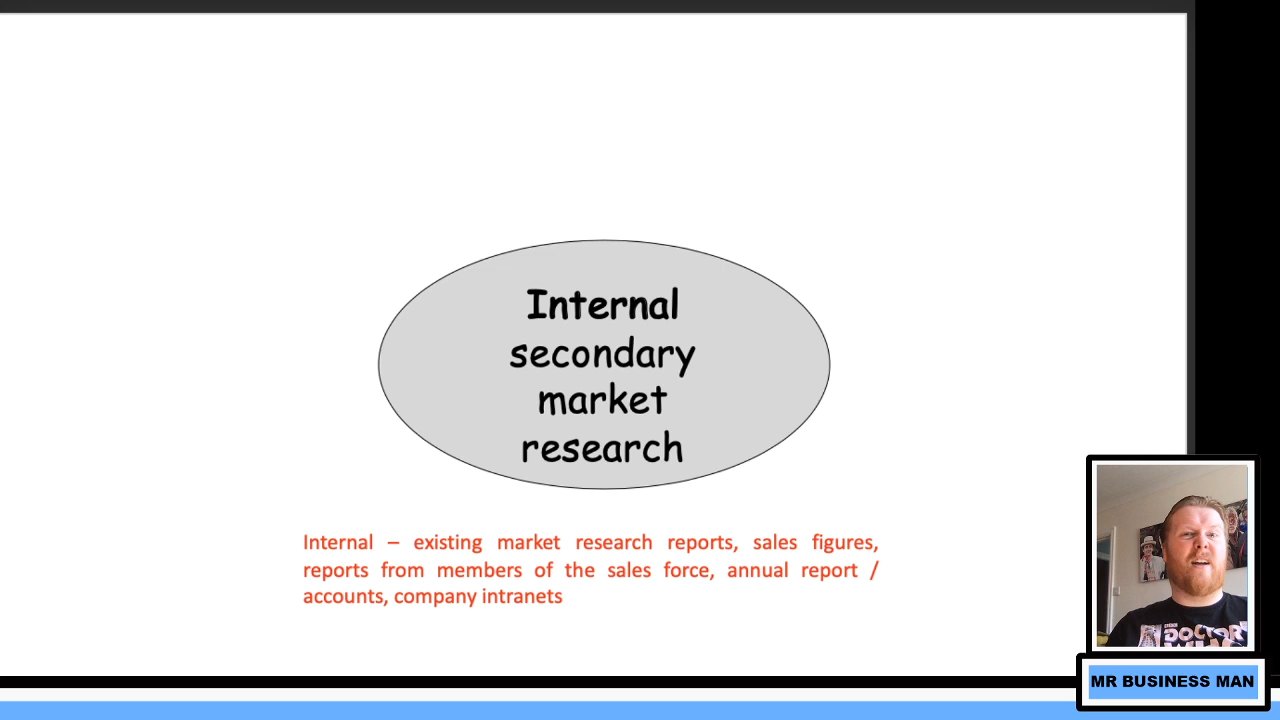 Internal
secondary
market
research
Internal – existing market research reports, sales figures,
reports from members of the sales force, annual report /
accounts, company intranets
DOCTOR
MR BUSINESS MAN